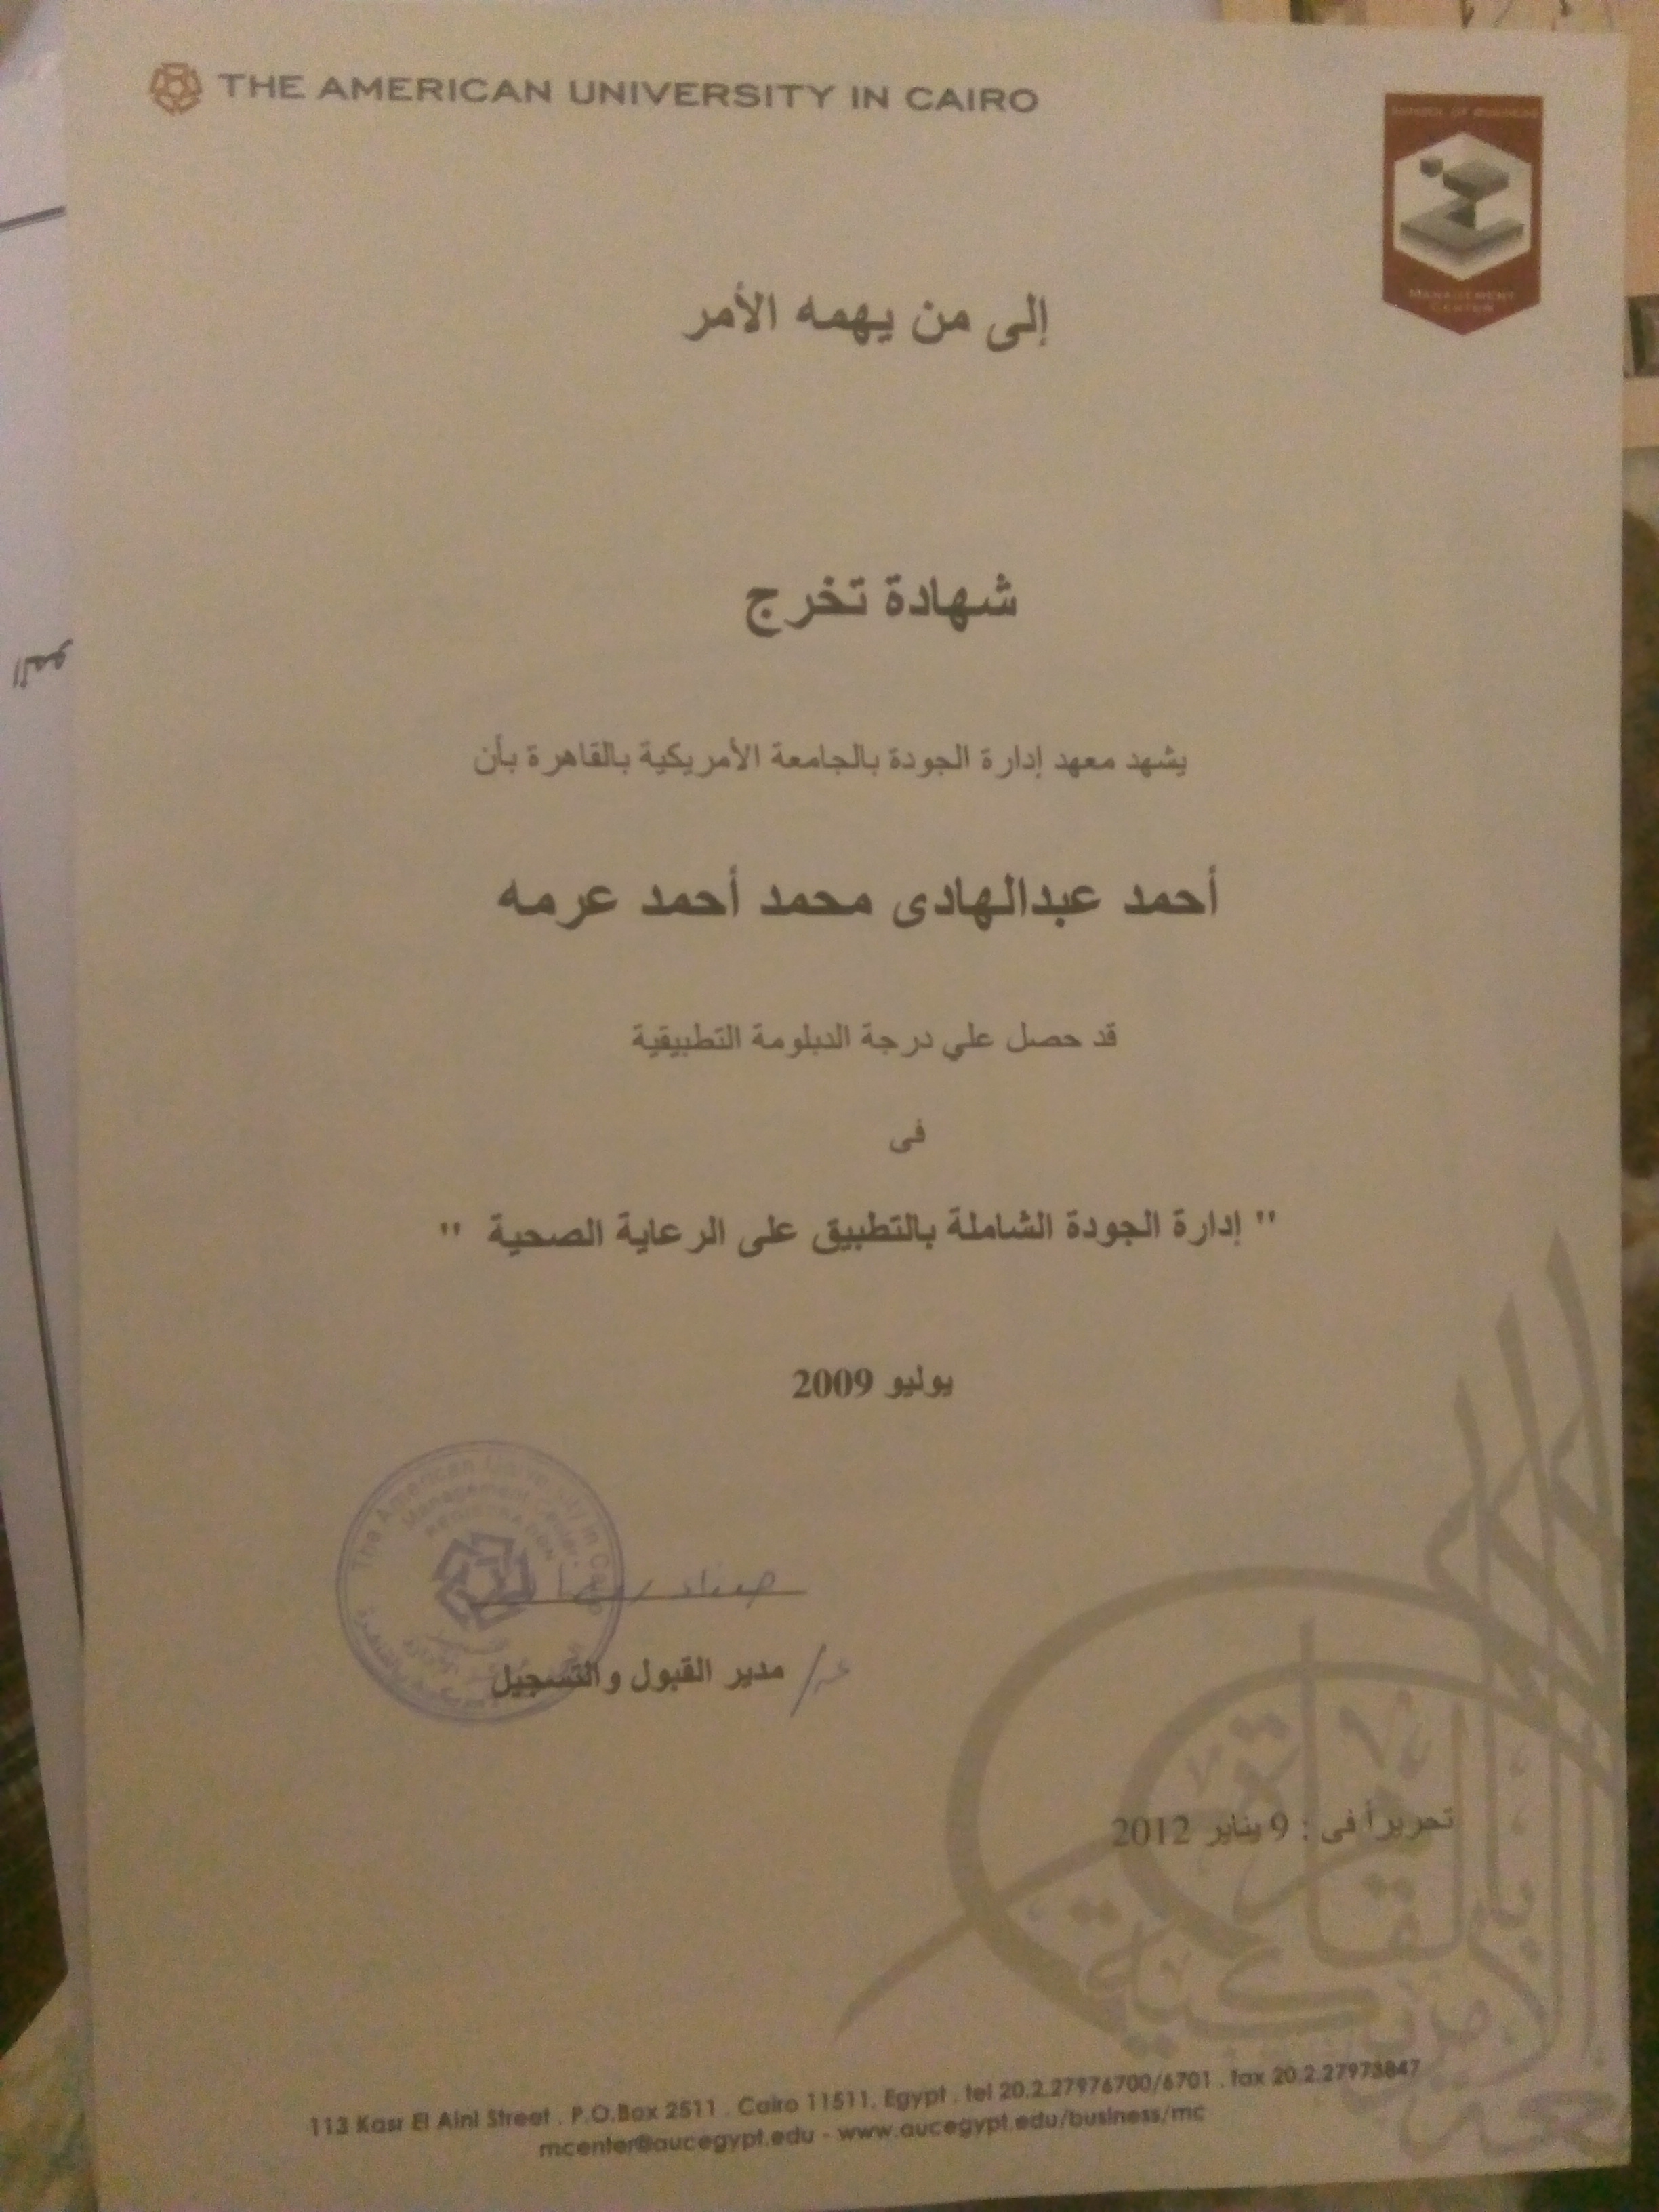 THE AMERICAN UNIVERSITY IN CAIRO
SCHOOL OF BUSINESS
MANAGEMENT
CENTER
إلى من يهمه الأمر
شهادة تخرج
يشهد معهد إدارة الجودة بالجامعة الأمريكية بالقاهرة بأن
أحمد عبدالهادى محمد أحمد عرمه
قد حصل علي درجة الدبلومة التطبيقية
فى
" إدارة الجودة الشاملة بالتطبيق على الرعاية الصحية "
يوليو 2009
The American University in Cairo
Management Center
REGISTRATION
مدير القبول والتسجيل
تحريراً فى : 9 يناير 2012
113 Kasr El Aini Street . P.O.Box 2511 . Cairo 11511, Egypt . tel 20.2.27976700/6701 . fax 20.2.27973847
mcenter@aucegypt.edu - www.aucegypt.edu/business/mc